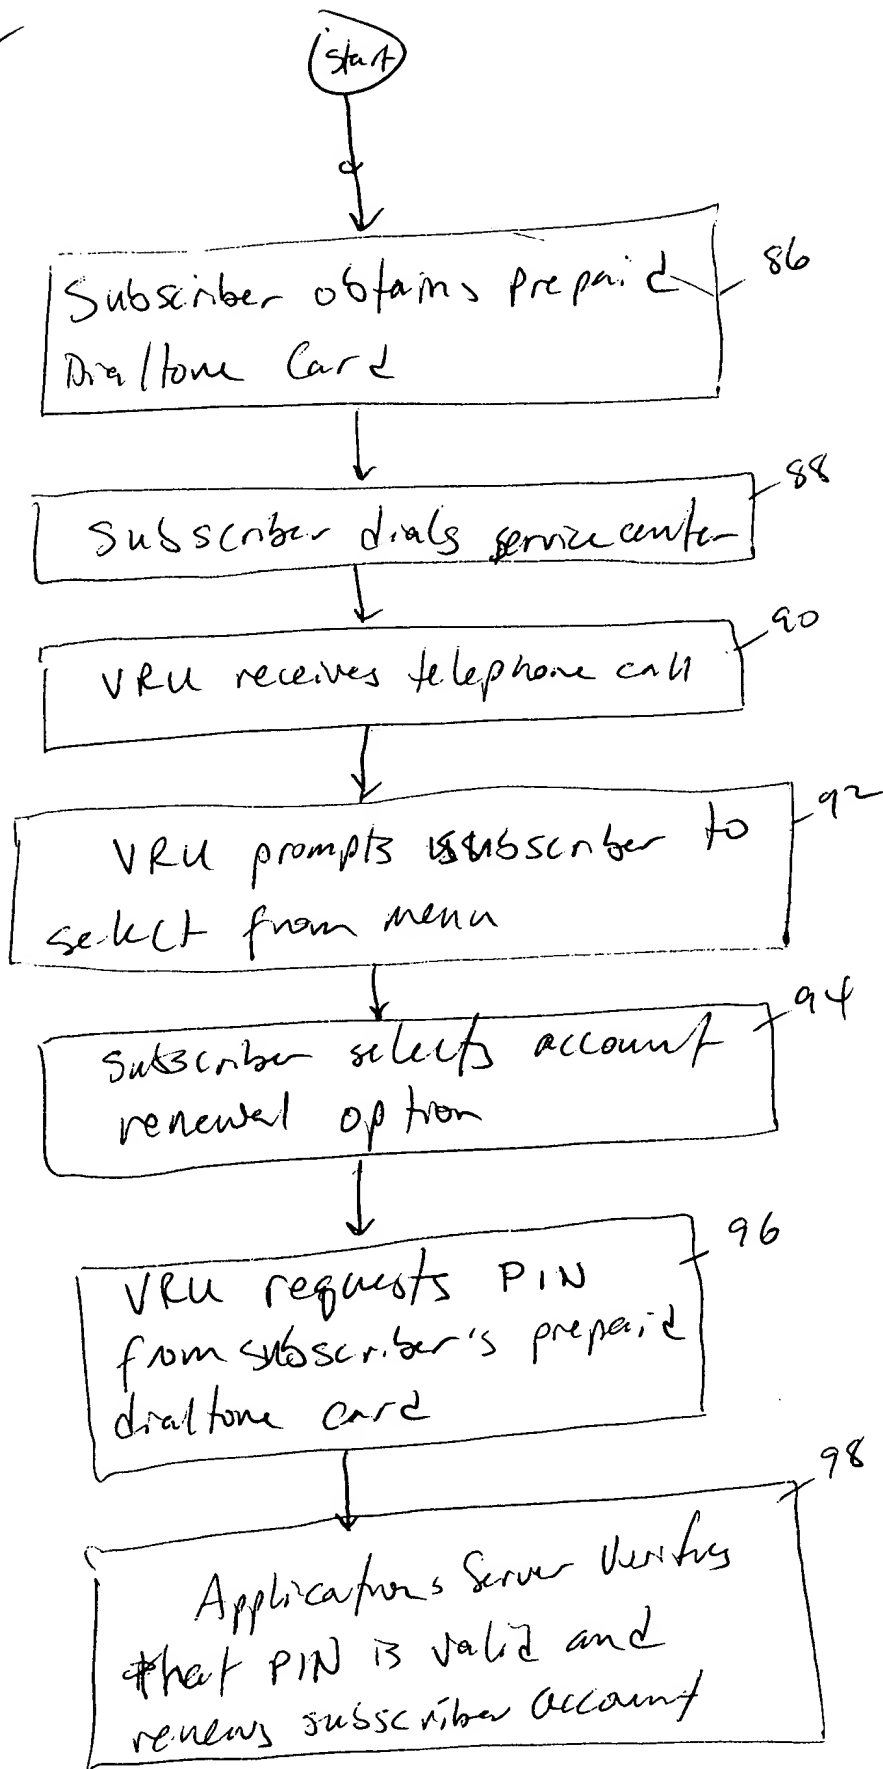 Start
86
Subscriber obtains prepaid
Dialtone Card
88
Subscriber dials service center
90
VRU receives telephone call
92
VRU prompts subscriber to
select from menu
94
Subscriber selects account
renewal option
96
VRU requests PIN
from subscriber's prepaid
dialtone card
98
Applications Server Verifies
that PIN is valid and
renews subscriber account